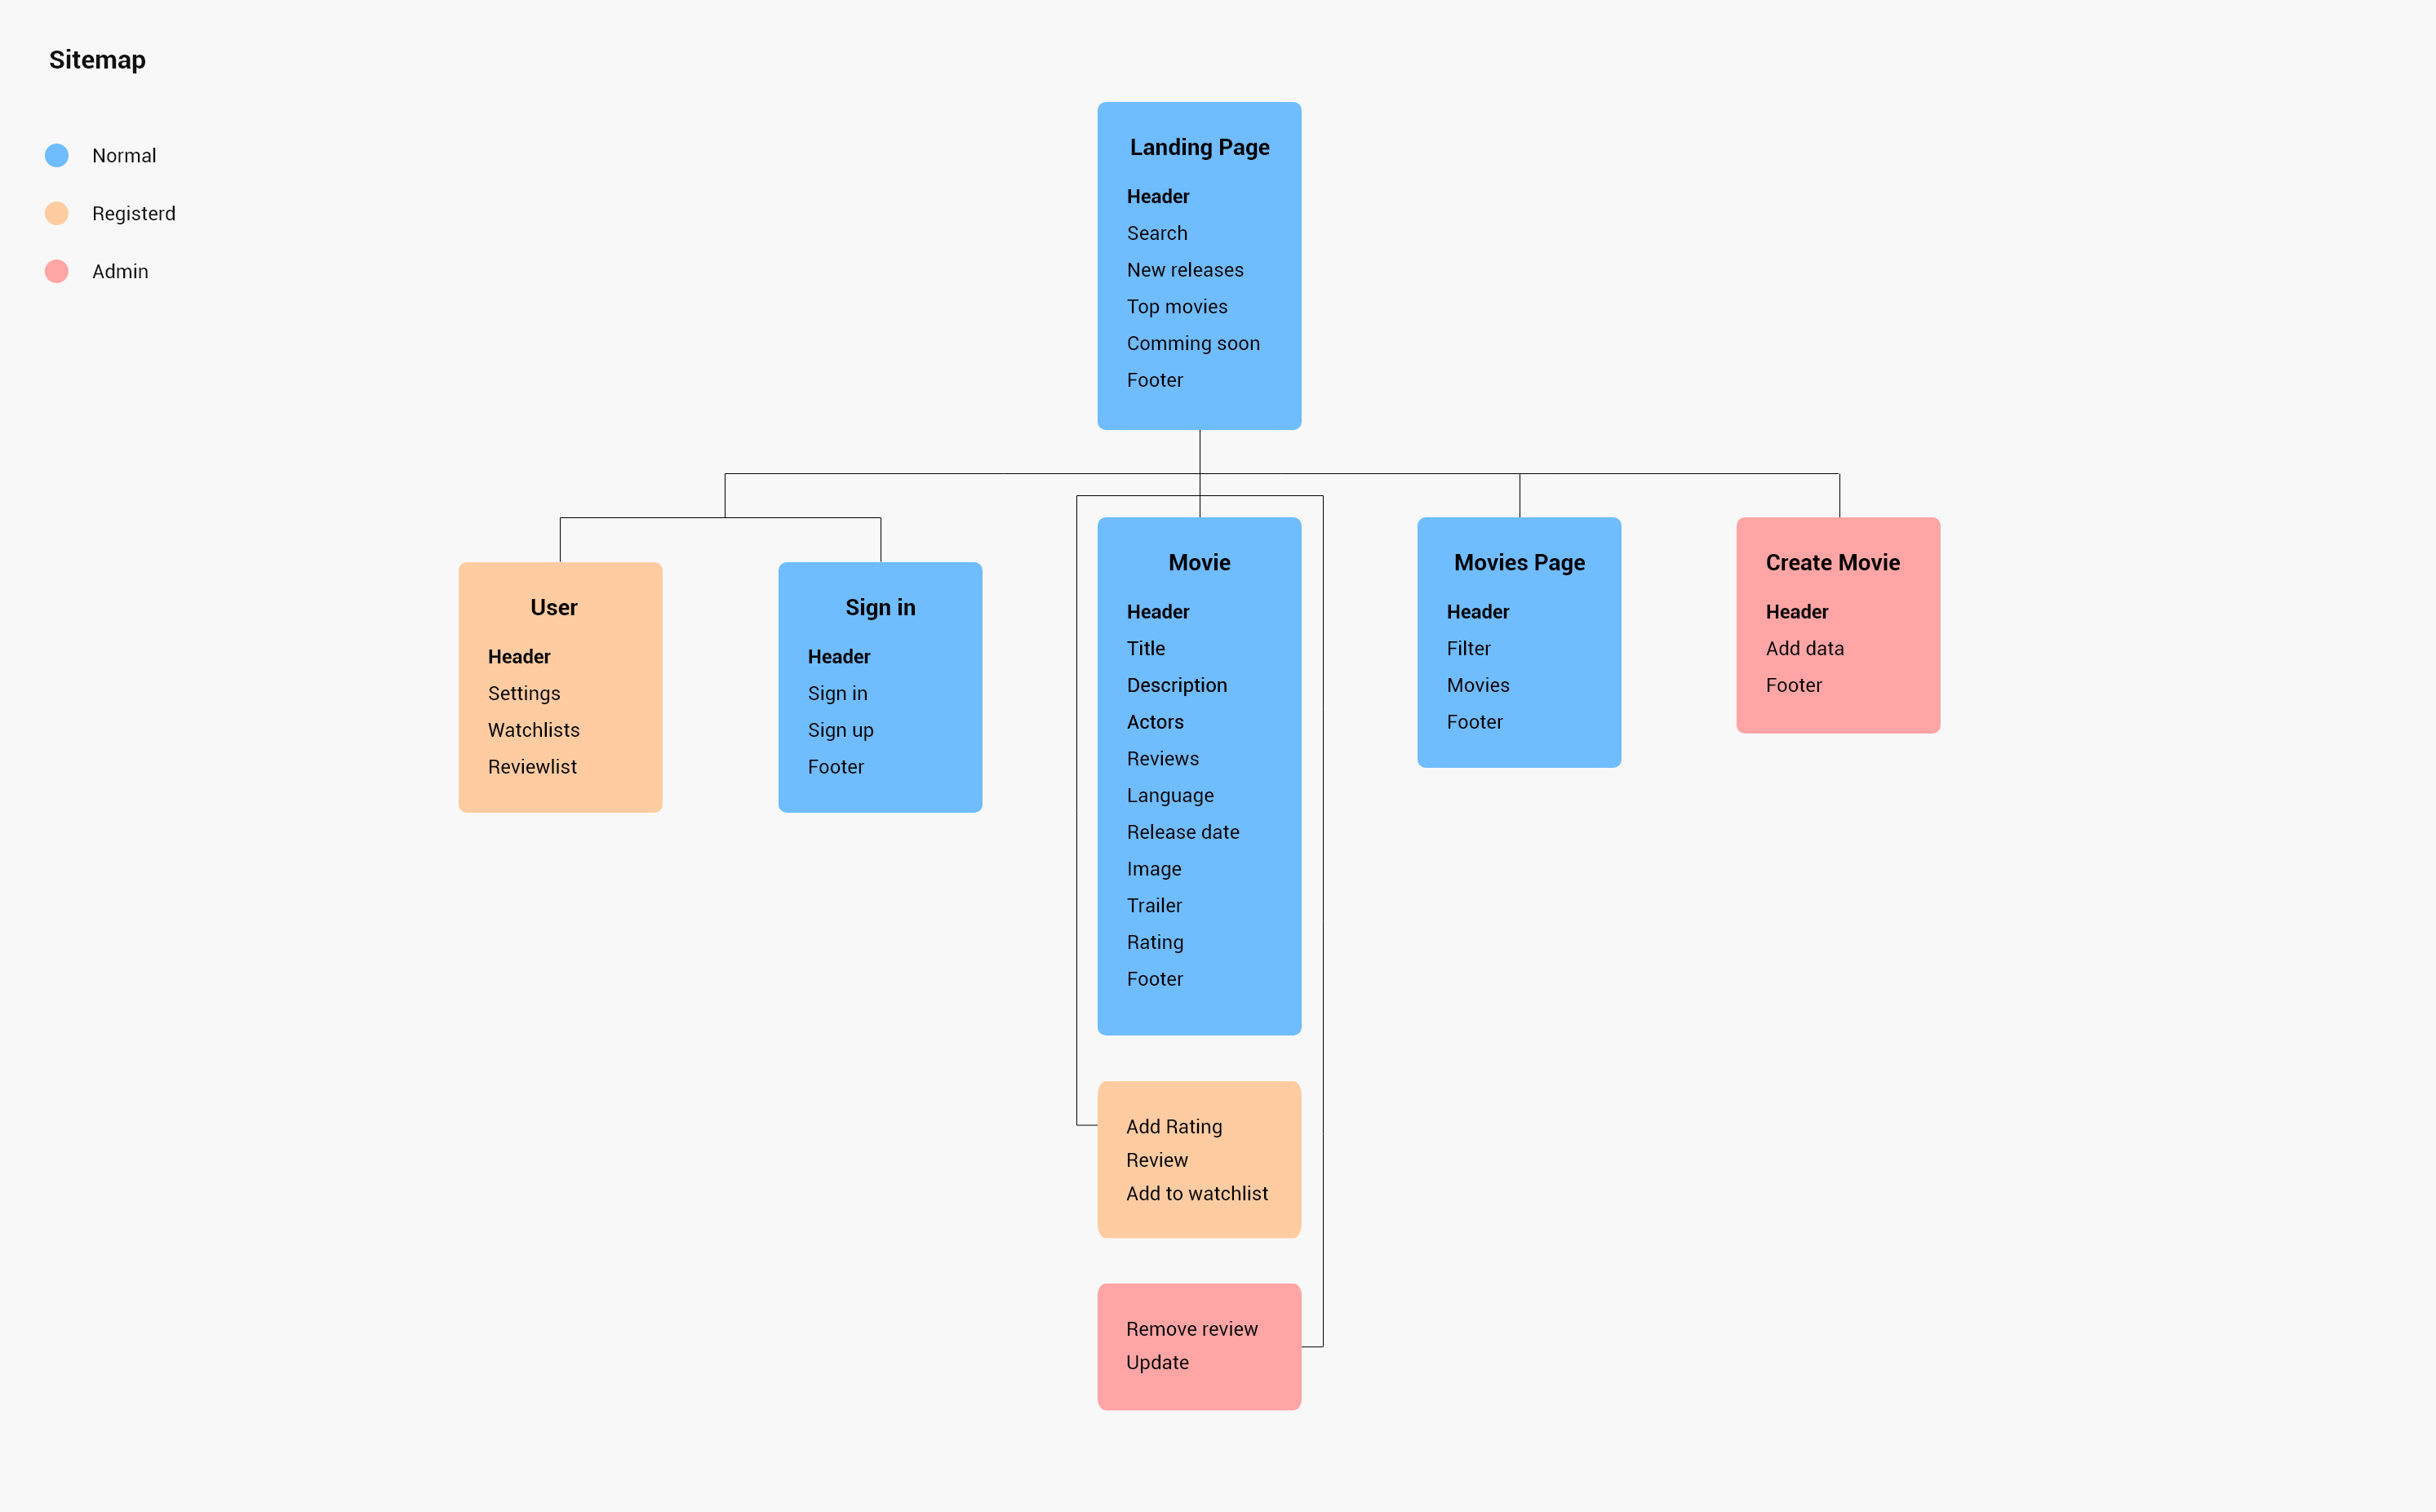 Sitemap
Normal
Registerd
Admin
Landing Page
Header
Search
New releases
Top movies
Comming soon
Footer
User
Header
Settings
Watchlists
Reviewlist
Sign in
Header
Sign in
Sign up
Footer
Movie
Header
Title
Description
Actors
Reviews
Language
Release date
Image
Trailer
Rating
Footer
Add Rating
Review
Add to watchlist
Remove review
Update
Movies Page
Header
Filter
Movies
Footer
Create Movie
Header
Add data
Footer